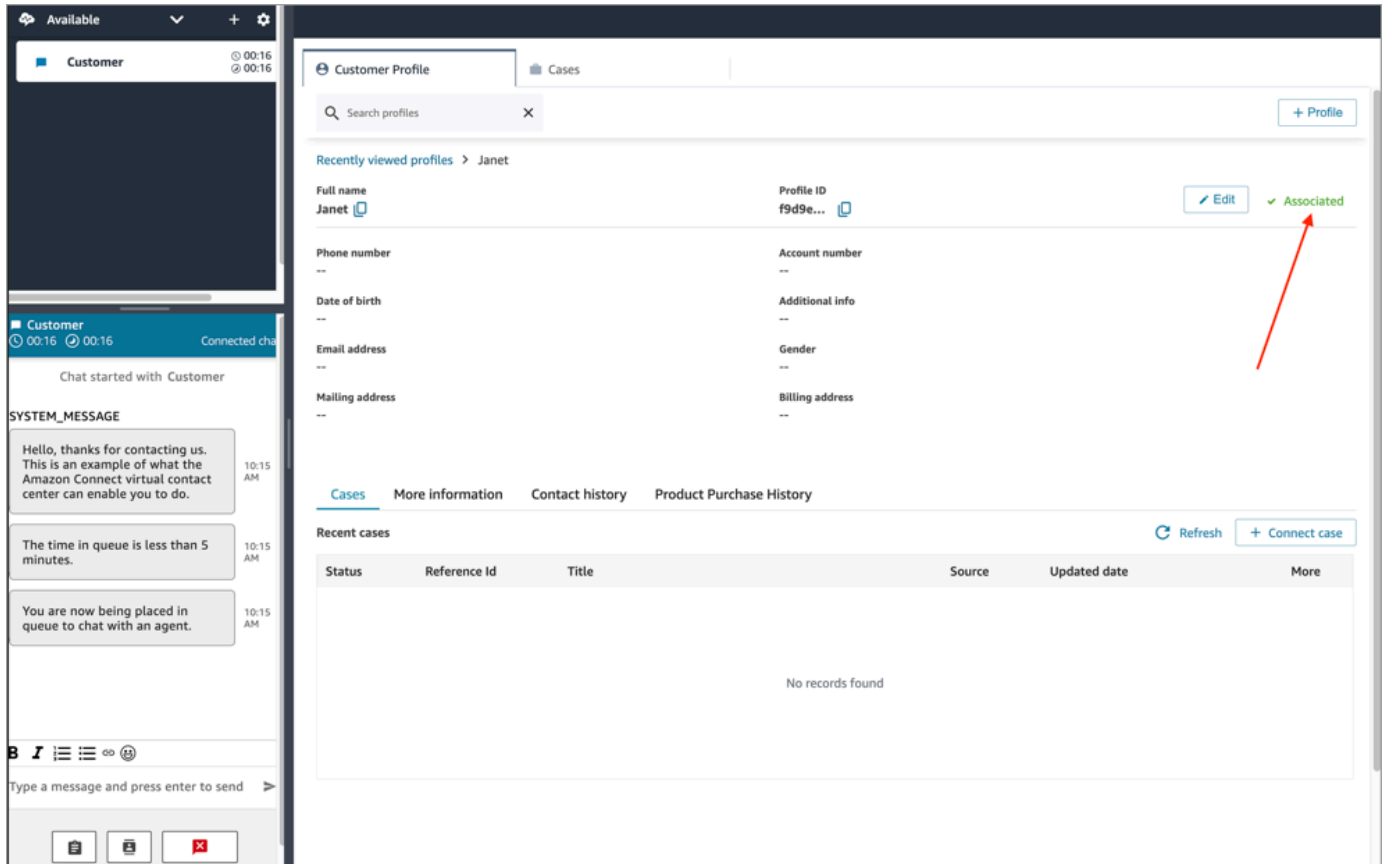 Available
Customer
00:16
00:16
Customer
00:16 00:16 Connected cha
Chat started with Customer
SYSTEM_MESSAGE
Hello, thanks for contacting us.
This is an example of what the
Amazon Connect virtual contact
center can enable you to do.
10:15
AM
The time in queue is less than 5
minutes.
10:15
AM
You are now being placed in
queue to chat with an agent.
10:15
AM
B I
Type a message and press enter to send
Customer Profile
Cases
Search profiles
+ Profile
Recently viewed profiles > Janet
Full name
Janet
Profile ID
f9d9e...
Edit
Associated
Phone number
--
Account number
--
Date of birth
--
Additional info
--
Email address
--
Gender
--
Mailing address
--
Billing address
--
Cases More information Contact history Product Purchase History
Recent cases
Refresh
+ Connect case
Status Reference Id Title Source Updated date More
No records found